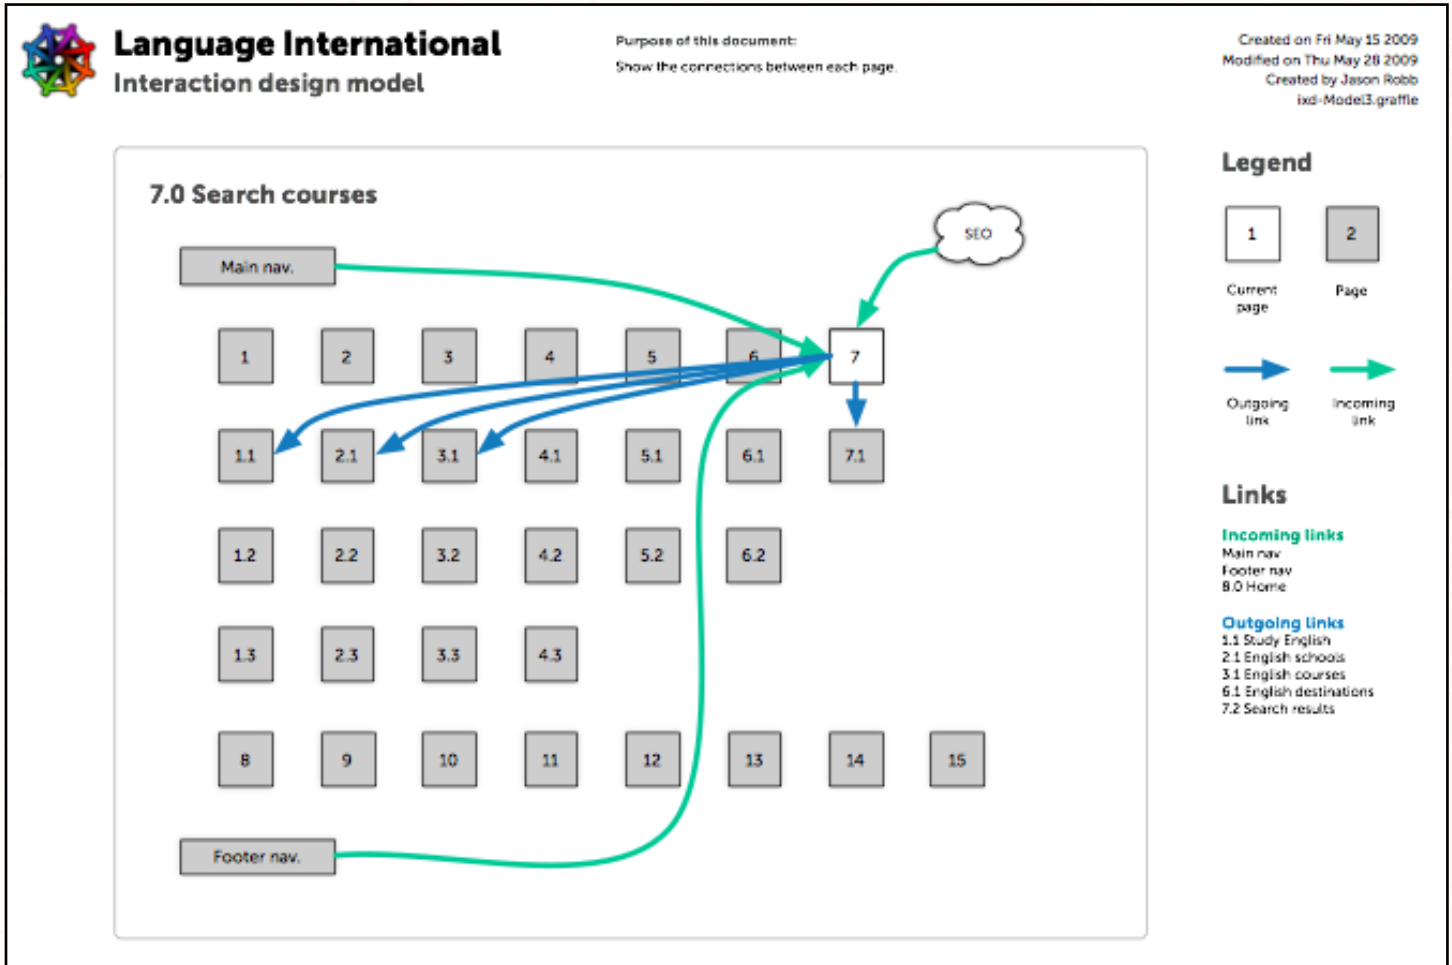 Language International
Interaction design model
Purpose of this document:
Show the connections between each page.
Created on Fri May 15 2009
Modified on Thu May 28 2009
Created by Jason Robb
ixd-Model3.graffle
7.0 Search courses
SEO
Main nav.
1 2 3 4 5 6 7
1.1 2.1 3.1 4.1 5.1 6.1 7.1
1.2 2.2 3.2 4.2 5.2 6.2
1.3 2.3 3.3 4.3
8 9 10 11 12 13 14 15
Footer nav.
Legend
1 2
Current page
Page
Outgoing link
Incoming link
Links
Incoming links
Main nav
Footer nav
8.0 Home
Outgoing links
1.1 Study English
2.1 English schools
3.1 English courses
6.1 English destinations
7.2 Search results